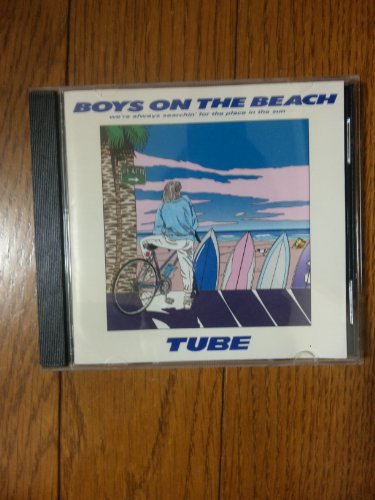 BOYS ON THE BEACH
we're always searchin' for the place in the sun
TUBE